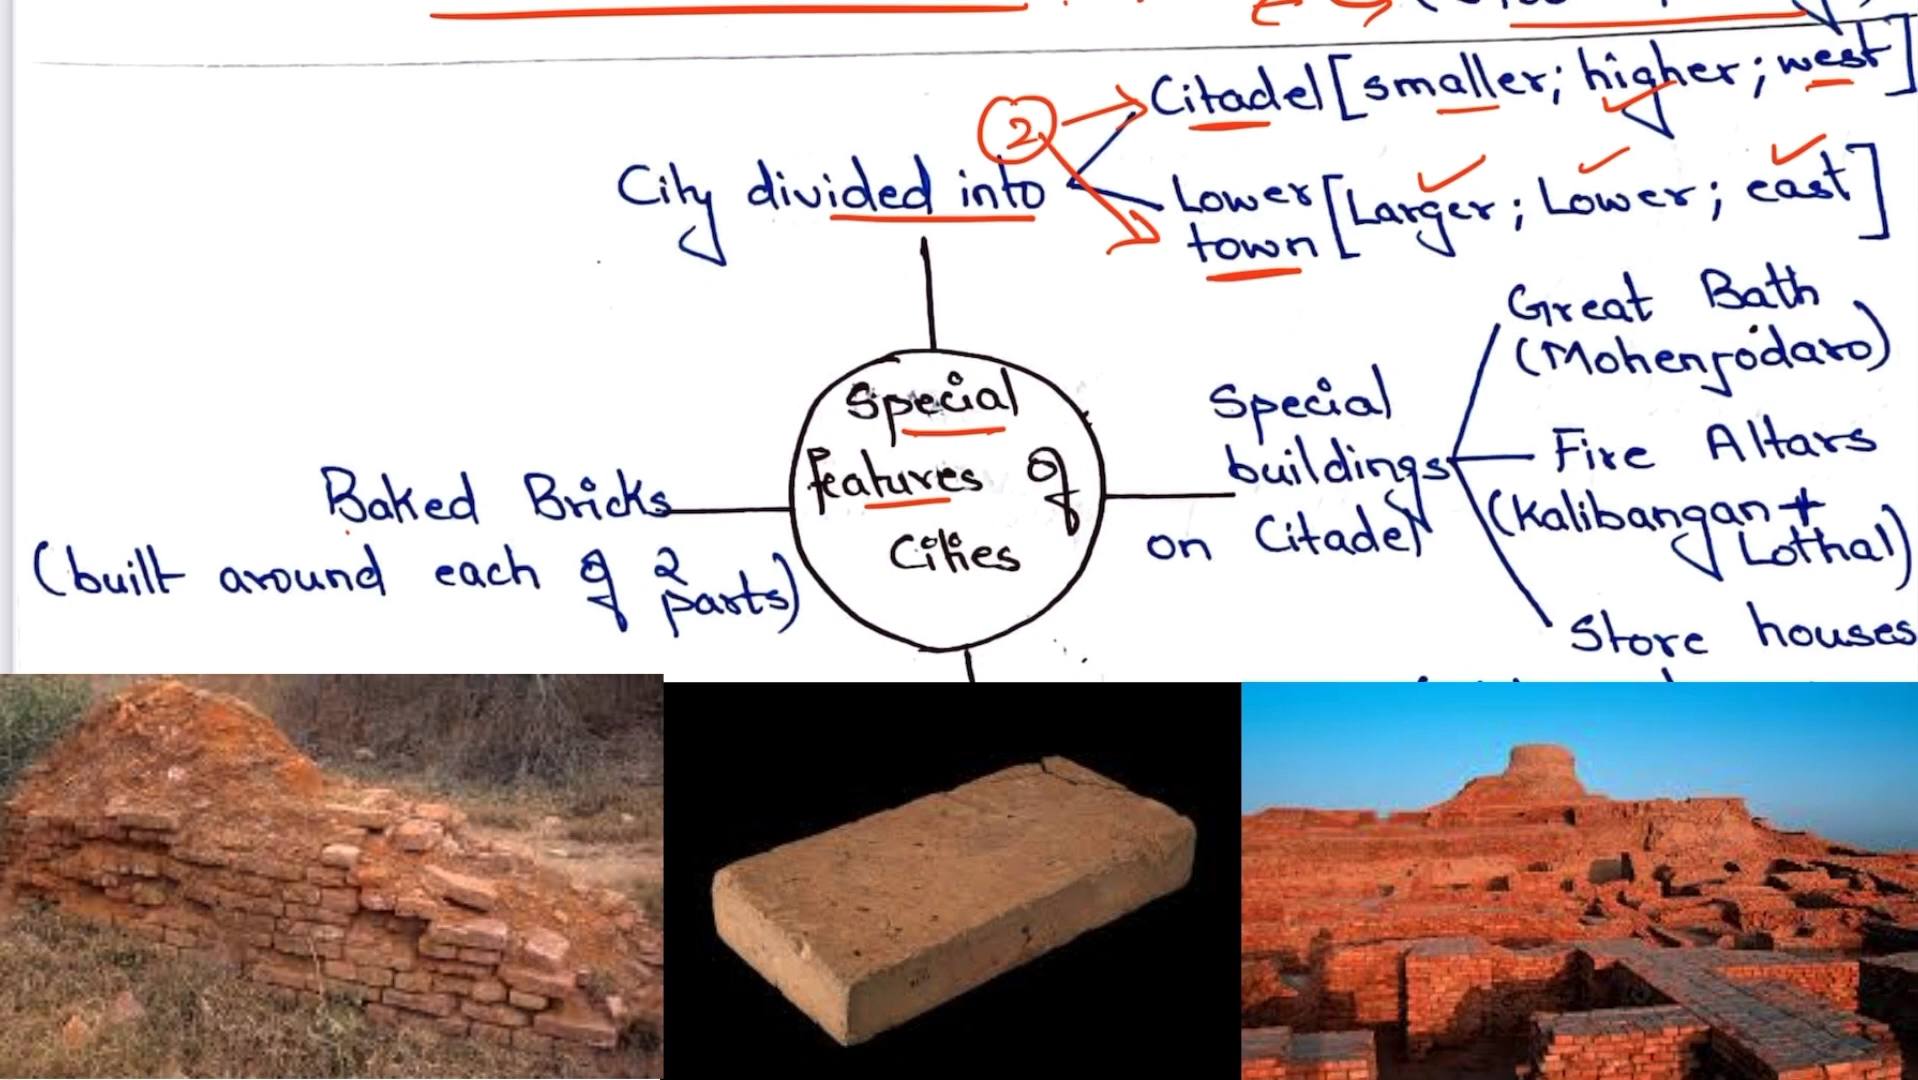 Citadel [smaller; higher; west]
2
City divided into
Lower [Larger; Lower; east]
town
Great Bath
(Mohenjodaro)
Special
features of
Cities
Special
buildings
on Citadel
Fire Altars
(Kalibangan +
Lothal)
Store houses
Baked Bricks
(built around each of 2
parts)